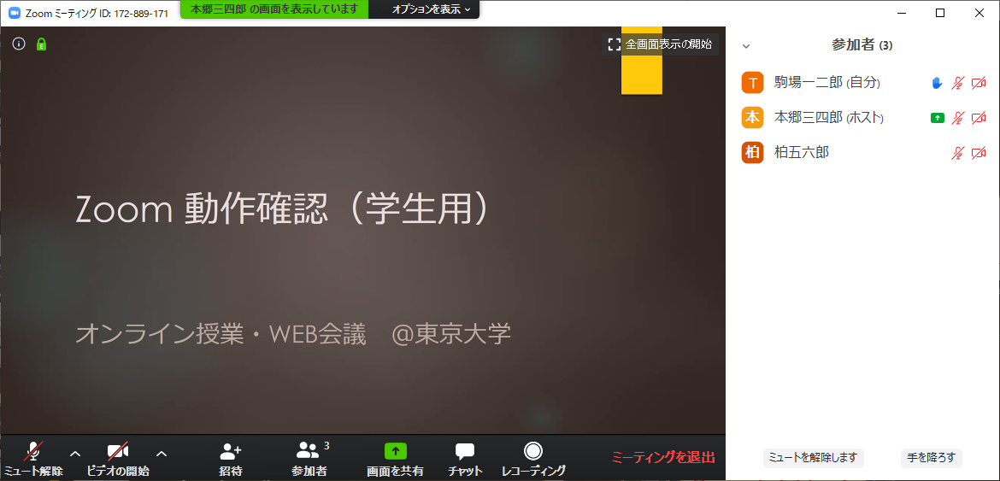 Zoom ミーティング ID: 172-889-171
本郷三四郎 の画面を表示しています
オプションを表示
全画面表示の開始
Zoom 動作確認（学生用）
オンライン授業・WEB会議　@東京大学
参加者 (3)
T 駒場一二郎 (自分)
本 本郷三四郎 (ホスト)
柏 柏五六郎
ミュートを解除します
手を降ろす
ミュート解除
ビデオの開始
招待
参加者
3
画面を共有
チャット
レコーディング
ミーティングを退出